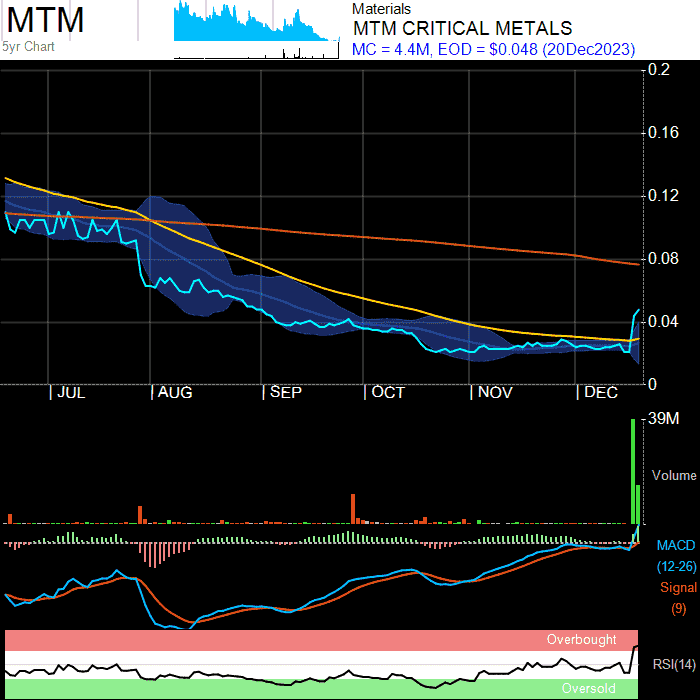 MTM
5yr Chart
Materials
MTM CRITICAL METALS
MC = 4.4M, EOD = $0.048 (20Dec2023)
0.2
0.16
0.12
0.08
0.04
0
| JUL | AUG | SEP | OCT | NOV | DEC
39M
Volume
MACD
(12-26)
Signal
(9)
Overbought
RSI(14)
Oversold